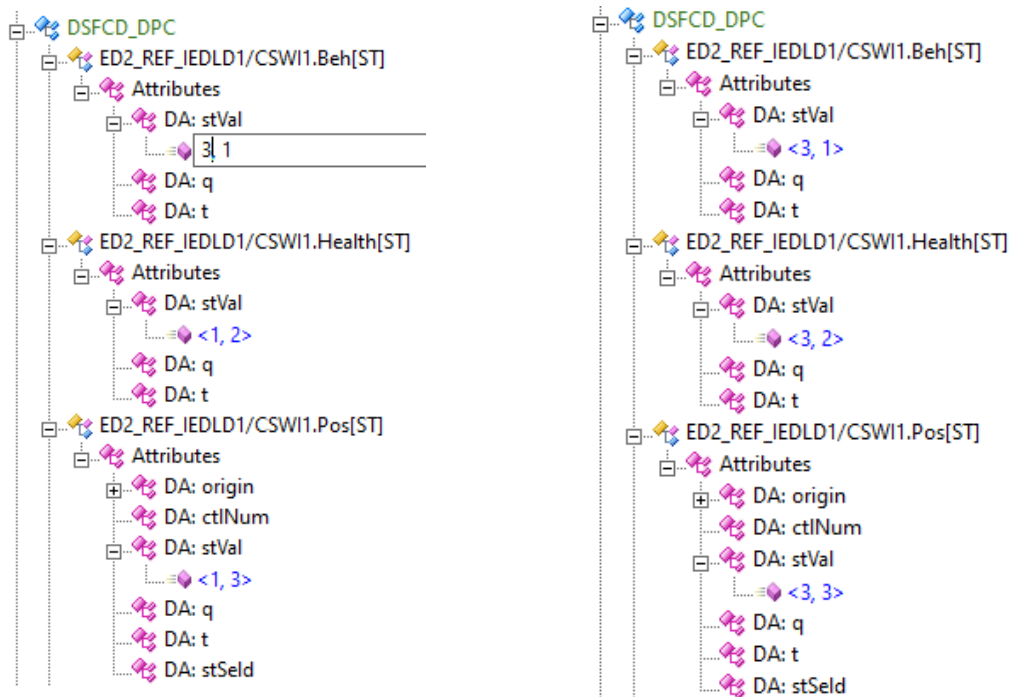 DSFCD_DPC
ED2_REF_IEDLD1/CSWI1.Beh[ST]
Attributes
DA: stVal
3, 1
DA: q
DA: t
ED2_REF_IEDLD1/CSWI1.Health[ST]
Attributes
DA: stVal
<1, 2>
DA: q
DA: t
ED2_REF_IEDLD1/CSWI1.Pos[ST]
Attributes
DA: origin
DA: ctlNum
DA: stVal
<1, 3>
DA: q
DA: t
DA: stSeld
DSFCD_DPC
ED2_REF_IEDLD1/CSWI1.Beh[ST]
Attributes
DA: stVal
<3, 1>
DA: q
DA: t
ED2_REF_IEDLD1/CSWI1.Health[ST]
Attributes
DA: stVal
<3, 2>
DA: q
DA: t
ED2_REF_IEDLD1/CSWI1.Pos[ST]
Attributes
DA: origin
DA: ctlNum
DA: stVal
<3, 3>
DA: q
DA: t
DA: stSeld